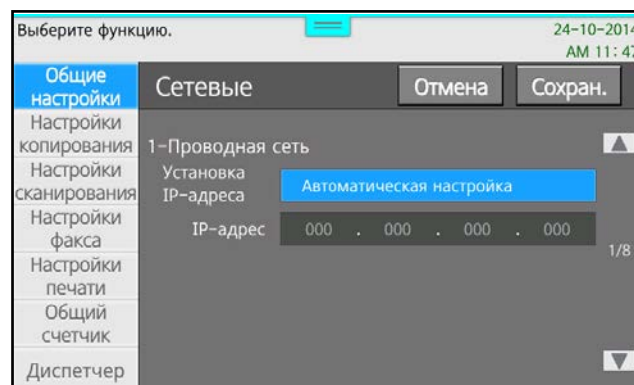 Выберите функцию.
24-10-2014
AM 11:47
Общие
настройки
Настройки
копирования
Настройки
сканирования
Настройки
факса
Настройки
печати
Общий
счетчик
Диспетчер
Сетевые
Отмена
Сохран.
1-Проводная сеть
Установка
IP-адреса
Автоматическая настройка
IP-адрес
000 . 000 . 000 . 000
1/8